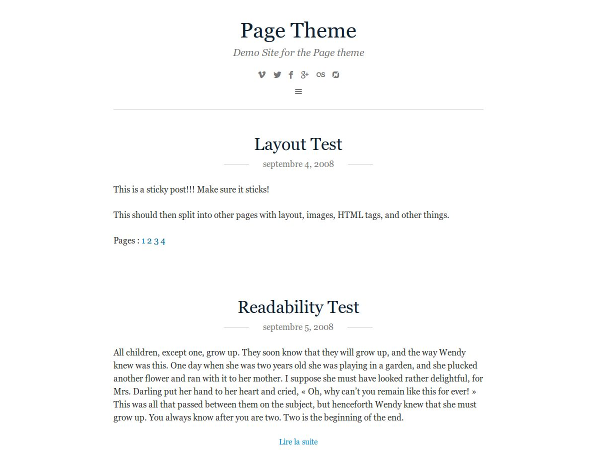 Page Theme
Demo Site for the Page theme
Layout Test
septembre 4, 2008
This is a sticky post!!! Make sure it sticks!
This should then split into other pages with layout, images, HTML tags, and other things.
Pages : 1 2 3 4
Readability Test
septembre 5, 2008
All children, except one, grow up. They soon know that they will grow up, and the way Wendy
knew was this. One day when she was two years old she was playing in a garden, and she plucked
another flower and ran with it to her mother. I suppose she must have looked rather delightful, for
Mrs. Darling put her hand to her heart and cried, « Oh, why can’t you remain like this for ever! »
This was all that passed between them on the subject, but henceforth Wendy knew that she must
grow up. You always know after you are two. Two is the beginning of the end.
Lire la suite